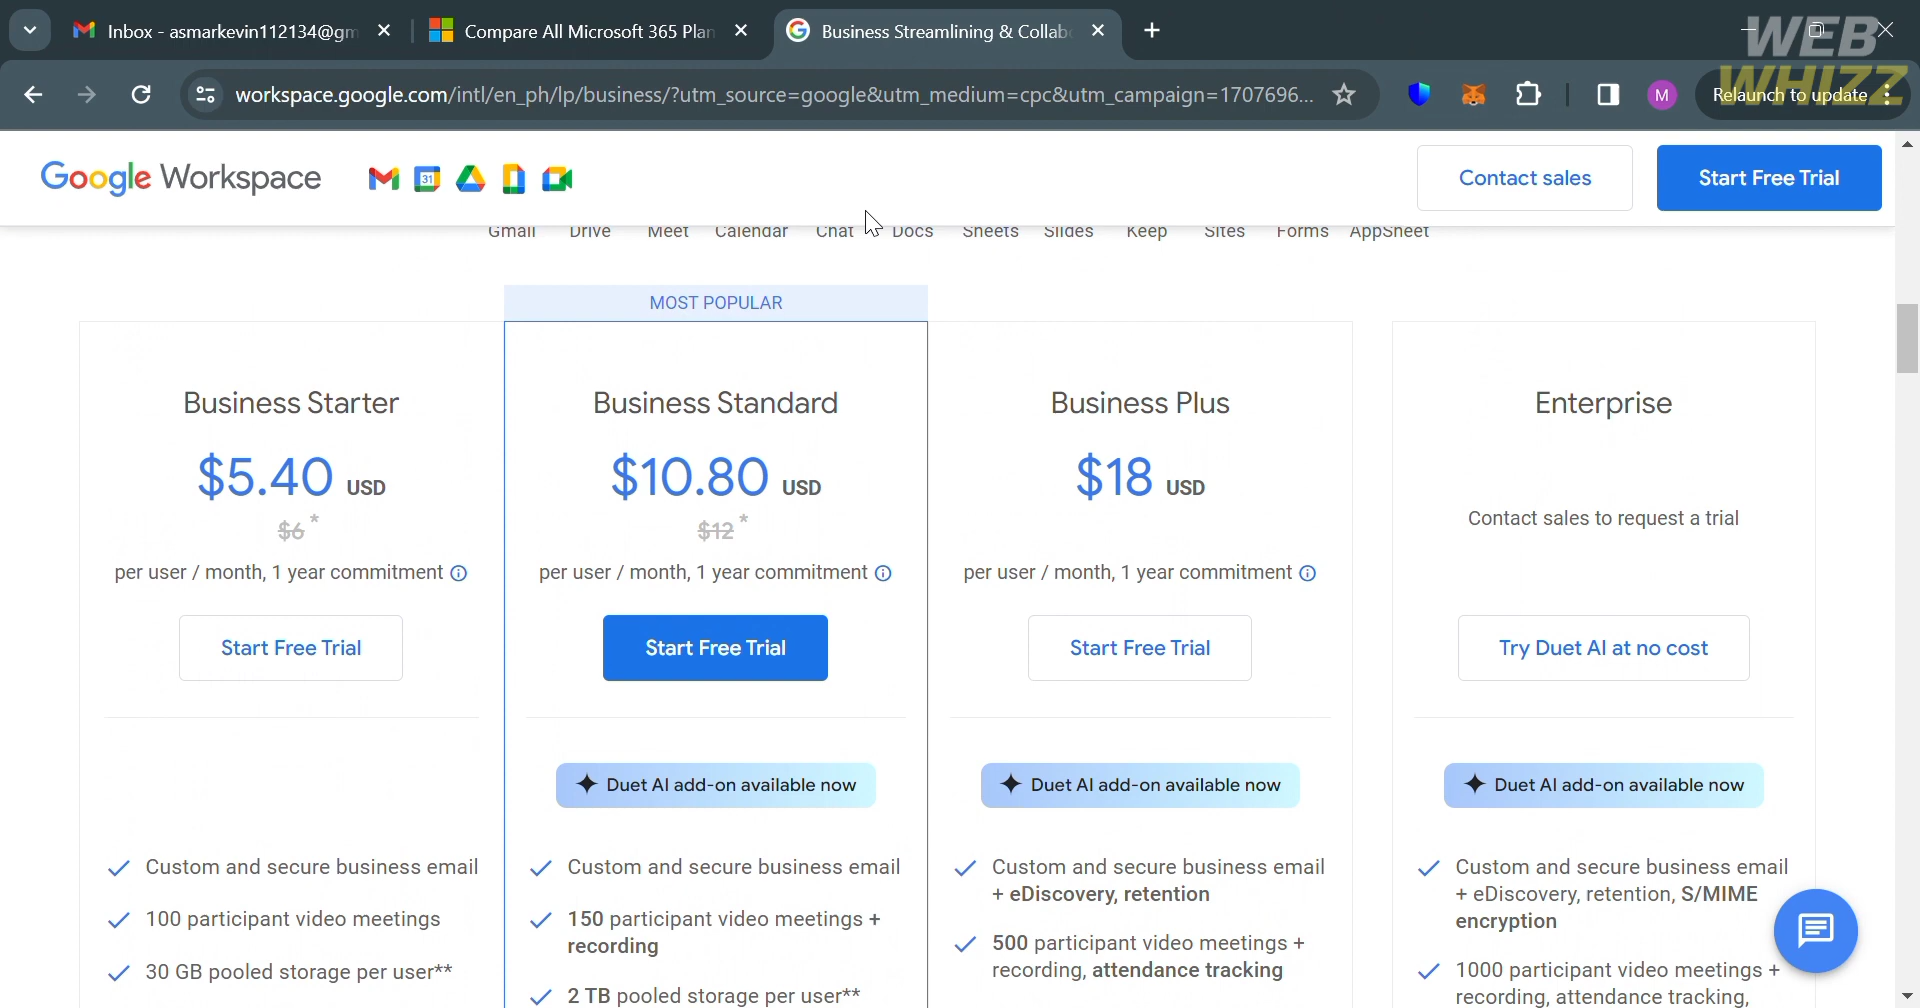 Inbox - asmarkevin112134@gm
Compare All Microsoft 365 Plan
Business Streamlining & Collab
WEB
WHIZZ
workspace.google.com/intl/en_ph/lp/business/?utm_source=google&utm_medium=cpc&utm_campaign=1707696...
M
Relaunch to update
Google Workspace
31
Contact sales
Start Free Trial
Gmail Drive Meet Calendar Chat Docs Sheets Slides Keep Sites Forms AppSheet
MOST POPULAR
Business Starter
$5.40 USD
$6 *
per user / month, 1 year commitment
Start Free Trial
Custom and secure business email
100 participant video meetings
30 GB pooled storage per user**
Business Standard
$10.80 USD
$12 *
per user / month, 1 year commitment
Start Free Trial
Duet AI add-on available now
Custom and secure business email
150 participant video meetings +
recording
2 TB pooled storage per user**
Business Plus
$18 USD
per user / month, 1 year commitment
Start Free Trial
Duet AI add-on available now
Custom and secure business email
+ eDiscovery, retention
500 participant video meetings +
recording, attendance tracking
Enterprise
Contact sales to request a trial
Try Duet AI at no cost
Duet AI add-on available now
Custom and secure business email
+ eDiscovery, retention, S/MIME
encryption
1000 participant video meetings +
recording, attendance tracking,